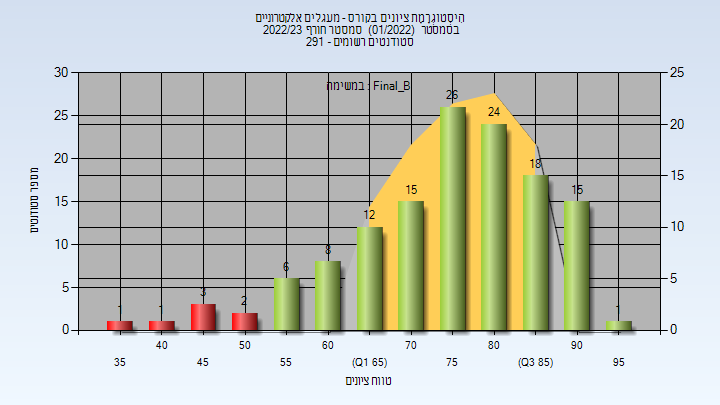 היסטוגרמת ציונים בקורס - מעגלים אלקטרוניים
בסמסטר (01/2022) סמסטר חורף 2022/23
סטודנטים רשומים - 291
במשימה : Final_B
מספר סטודנטים
30 25 20 15 10 5 0
25 20 15 10 5 0
1 1 3 2 6 8 12 15 26 24 18 15 1
40 50 60 70 80 90
35 45 55 (Q1 65) 75 (Q3 85) 95
טווח ציונים